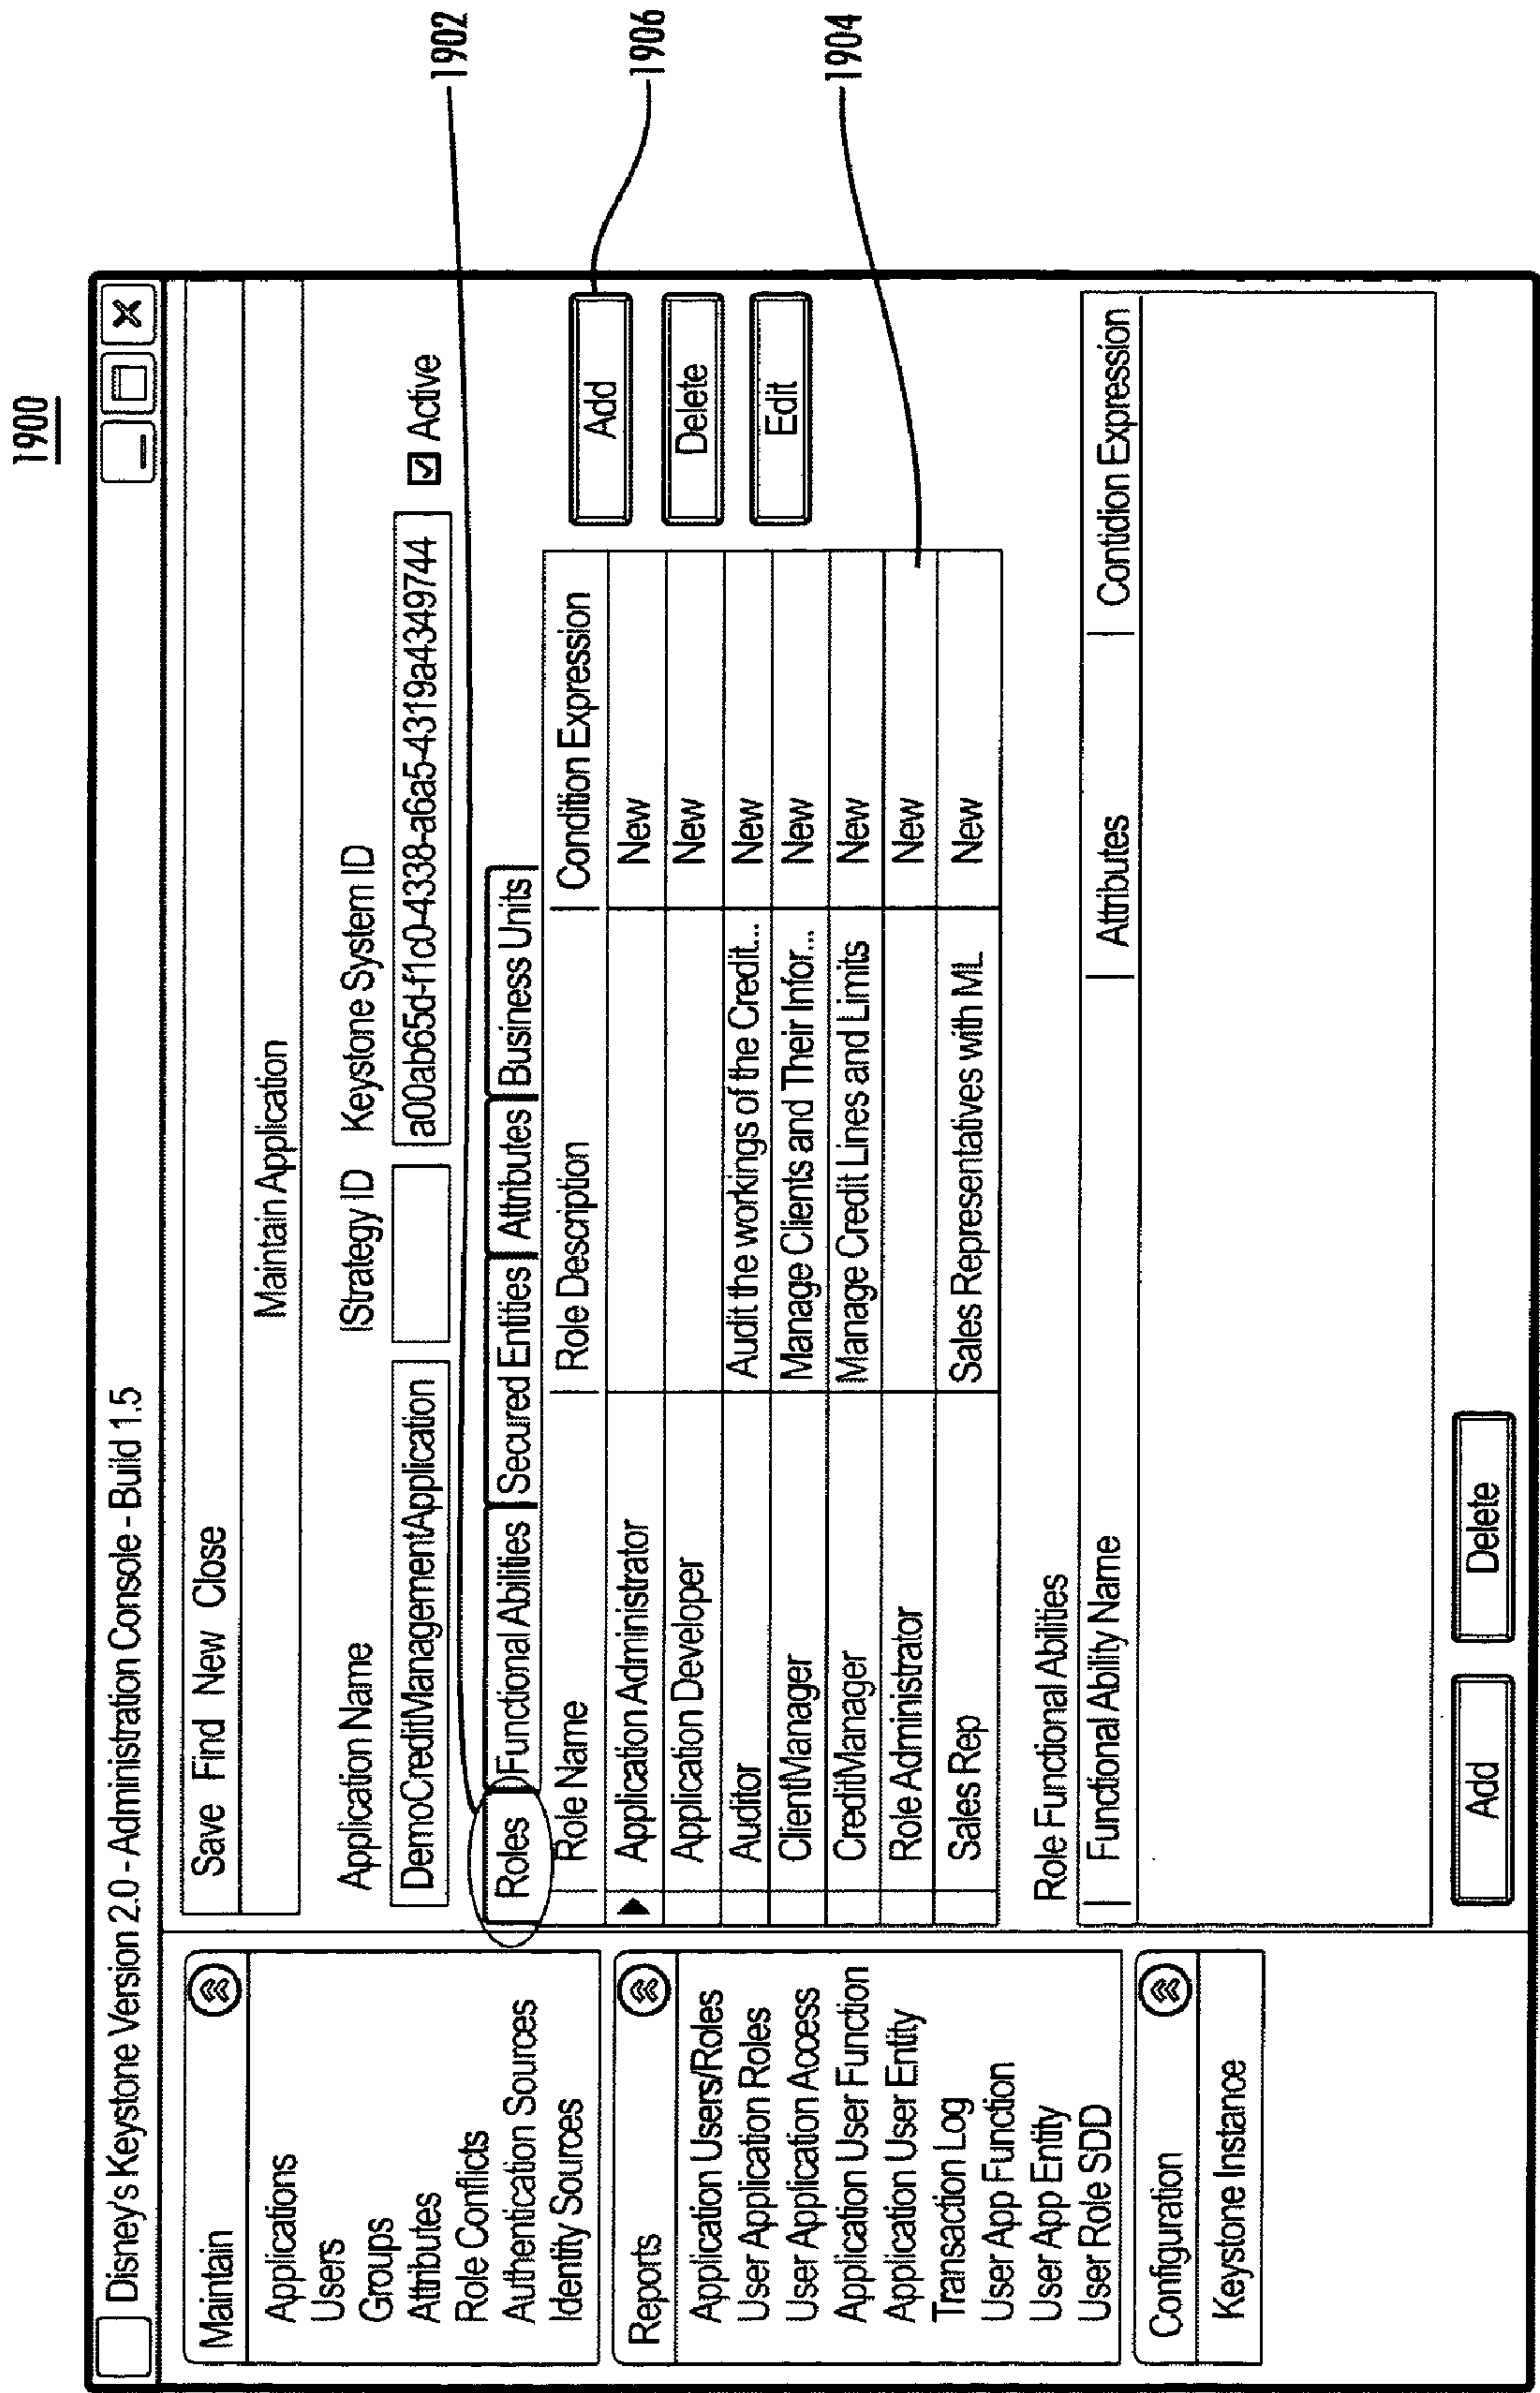 1900
Disney's Keystone Version 2.0 - Administration Console - Build 1.5
Maintain
Applications
Users
Groups
Attributes
Role Conflicts
Authentication Sources
Identity Sources
Reports
Application Users/Roles
User Application Roles
User Application Access
Application User Function
Application User Entity
Transaction Log
User App Function
User App Entity
User Role SDD
Configuration
Keystone Instance
Save Find New Close
Maintain Application
Application Name IStrategy ID Keystone System ID
DemoCreditManagementApplication a00ab65d-f1c0-4338-a6a5-4319a4349744 Active
Roles Functional Abilities Secured Entities Attributes Business Units
Role Name Role Description Condition Expression
Application Administrator New
Application Developer New
Auditor Audit the workings of the Credit... New
ClientManager Manage Clients and Their Infor... New
CreditManager Manage Credit Lines and Limits New
Role Administrator New
Sales Rep Sales Representatives with ML New
Add
Delete
Edit
Role Functional Abilities
Functional Ability Name Attributes Contidion Expression
Add Delete
1902
1906
1904